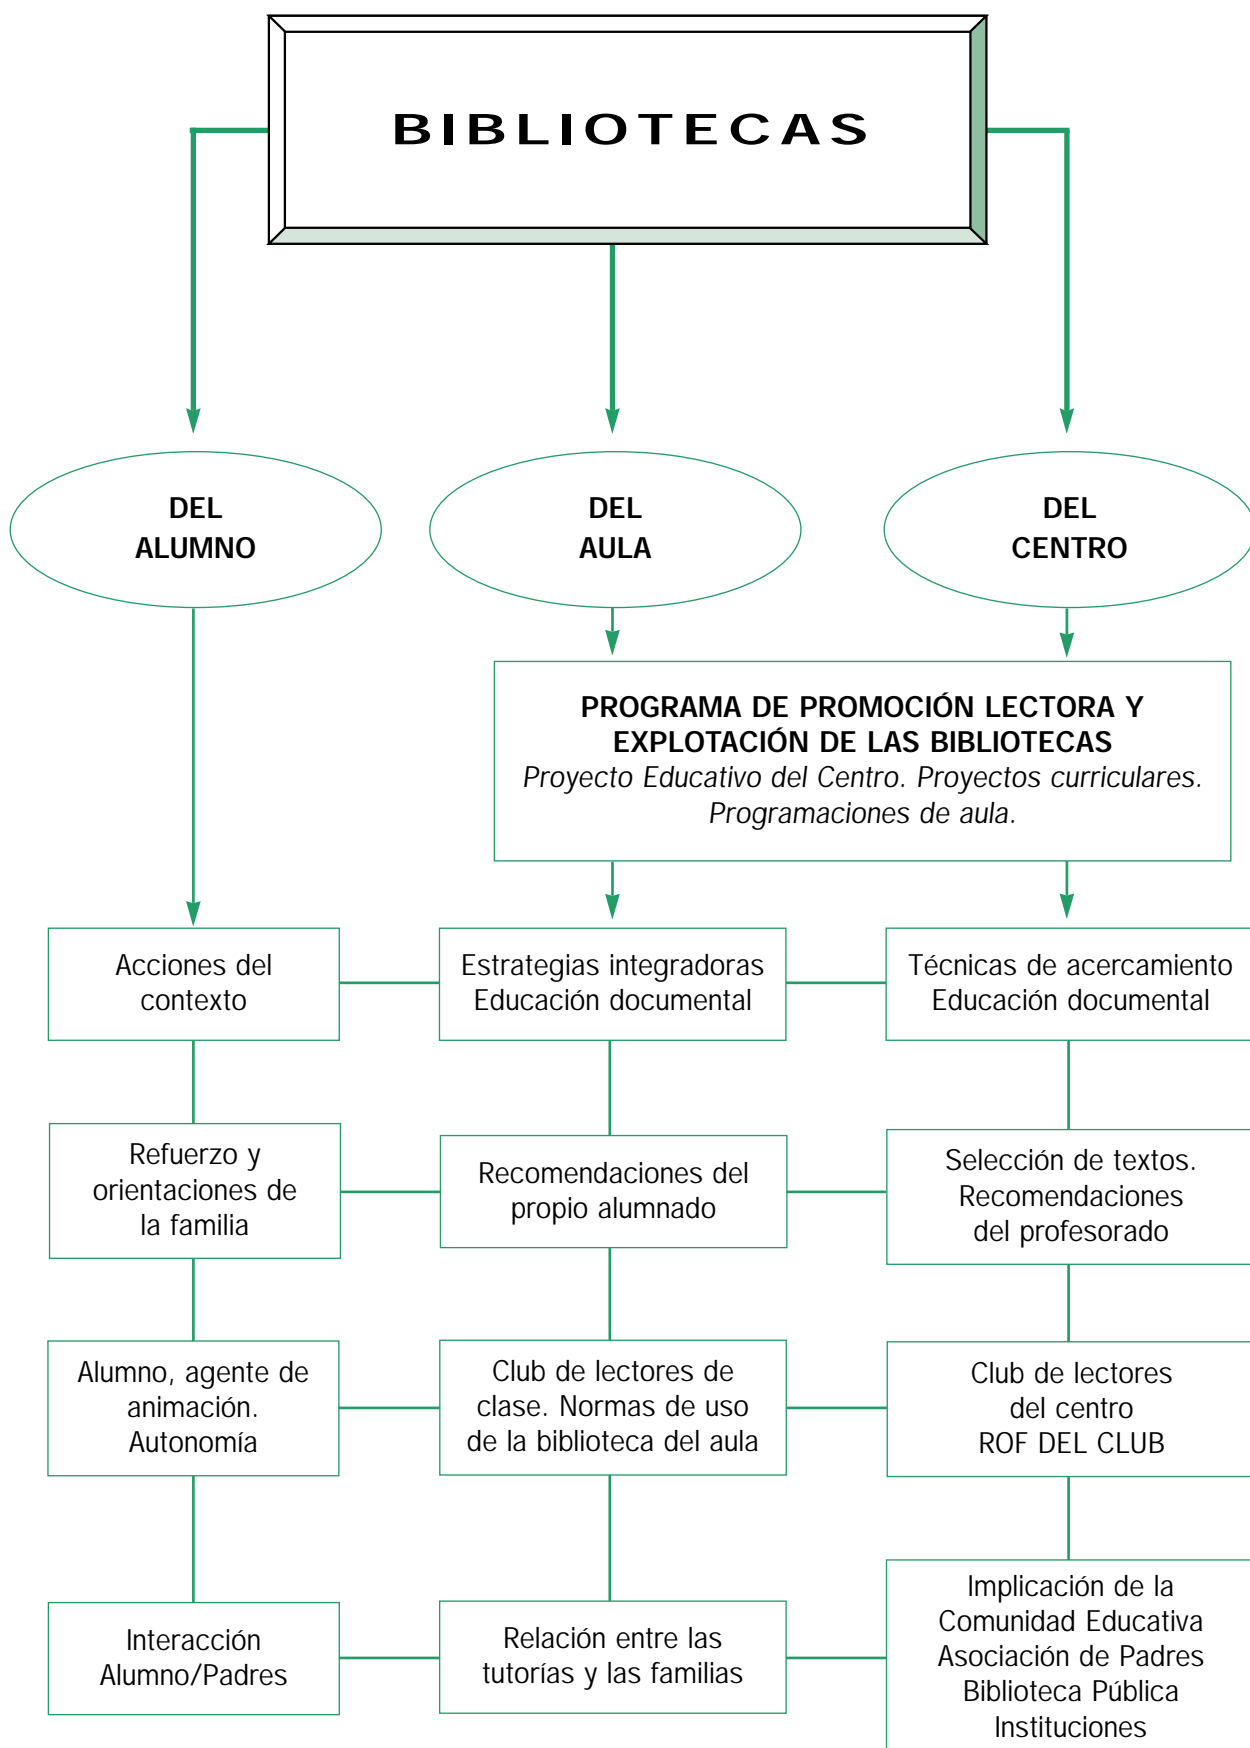 BIBLIOTECAS
DEL
ALUMNO
DEL
AULA
DEL
CENTRO
PROGRAMA DE PROMOCIÓN LECTORA Y
EXPLOTACIÓN DE LAS BIBLIOTECAS
Proyecto Educativo del Centro. Proyectos curriculares.
Programaciones de aula.
Acciones del
contexto
Estrategias integradoras
Educación documental
Técnicas de acercamiento
Educación documental
Refuerzo y
orientaciones de
la familia
Recomendaciones del
propio alumnado
Selección de textos.
Recomendaciones
del profesorado
Alumno, agente de
animación.
Autonomía
Club de lectores de
clase. Normas de uso
de la biblioteca del aula
Club de lectores
del centro
ROF DEL CLUB
Interacción
Alumno/Padres
Relación entre las
tutorías y las familias
Implicación de la
Comunidad Educativa
Asociación de Padres
Biblioteca Pública
Instituciones